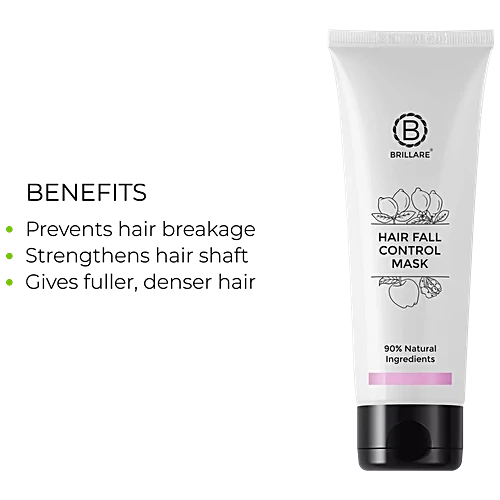 BENEFITS
Prevents hair breakage
Strengthens hair shaft
Gives fuller, denser hair
B
BRILLARE®
HAIR FALL
CONTROL
MASK
90% Natural
Ingredients